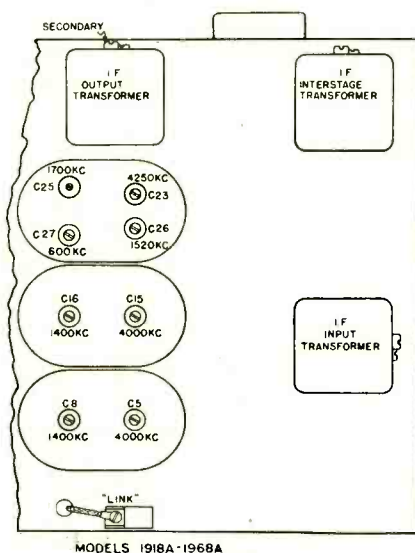 SECONDARY
I F
OUTPUT
TRANSFORMER
I F
INTERSTAGE
TRANSFORMER
1700KC
4250KC
C25
C23
C27
C26
600KC
1520KC
C16
C15
1400KC
4000KC
I.F
INPUT
TRANSFORMER
C8
C5
1400KC
4000KC
"LINK"
MODELS 1918A-1968A